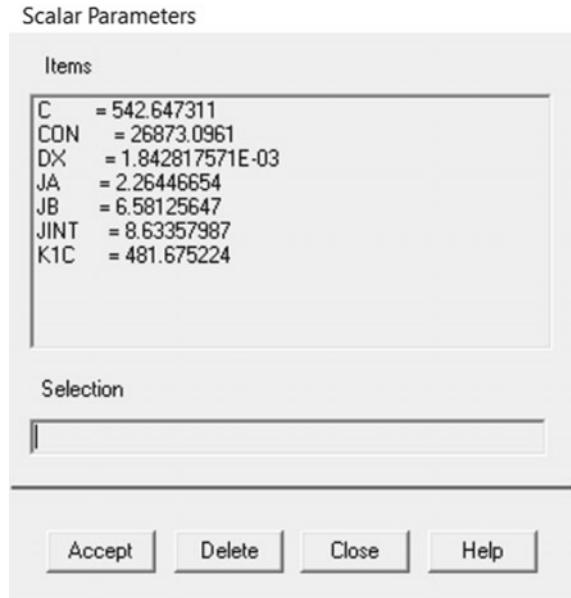 Scalar Parameters
Items
C = 542.647311
CON = 26873.0961
DX = 1.842817571E-03
JA = 2.26446654
JB = 6.58125647
JINT = 8.63357987
K1C = 481.675224
Selection
Accept Delete Close Help